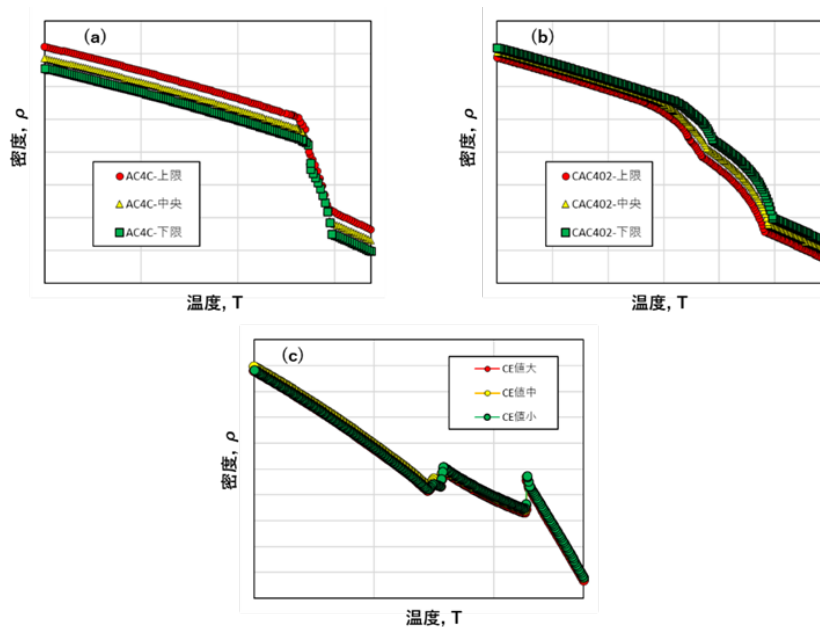 (a)
密度, ρ
AC4C-上限
AC4C-中央
AC4C-下限
温度, T
(b)
密度, ρ
CAC402-上限
CAC402-中央
CAC402-下限
温度, T
(c)
密度, ρ
CE値大
CE値中
CE値小
温度, T